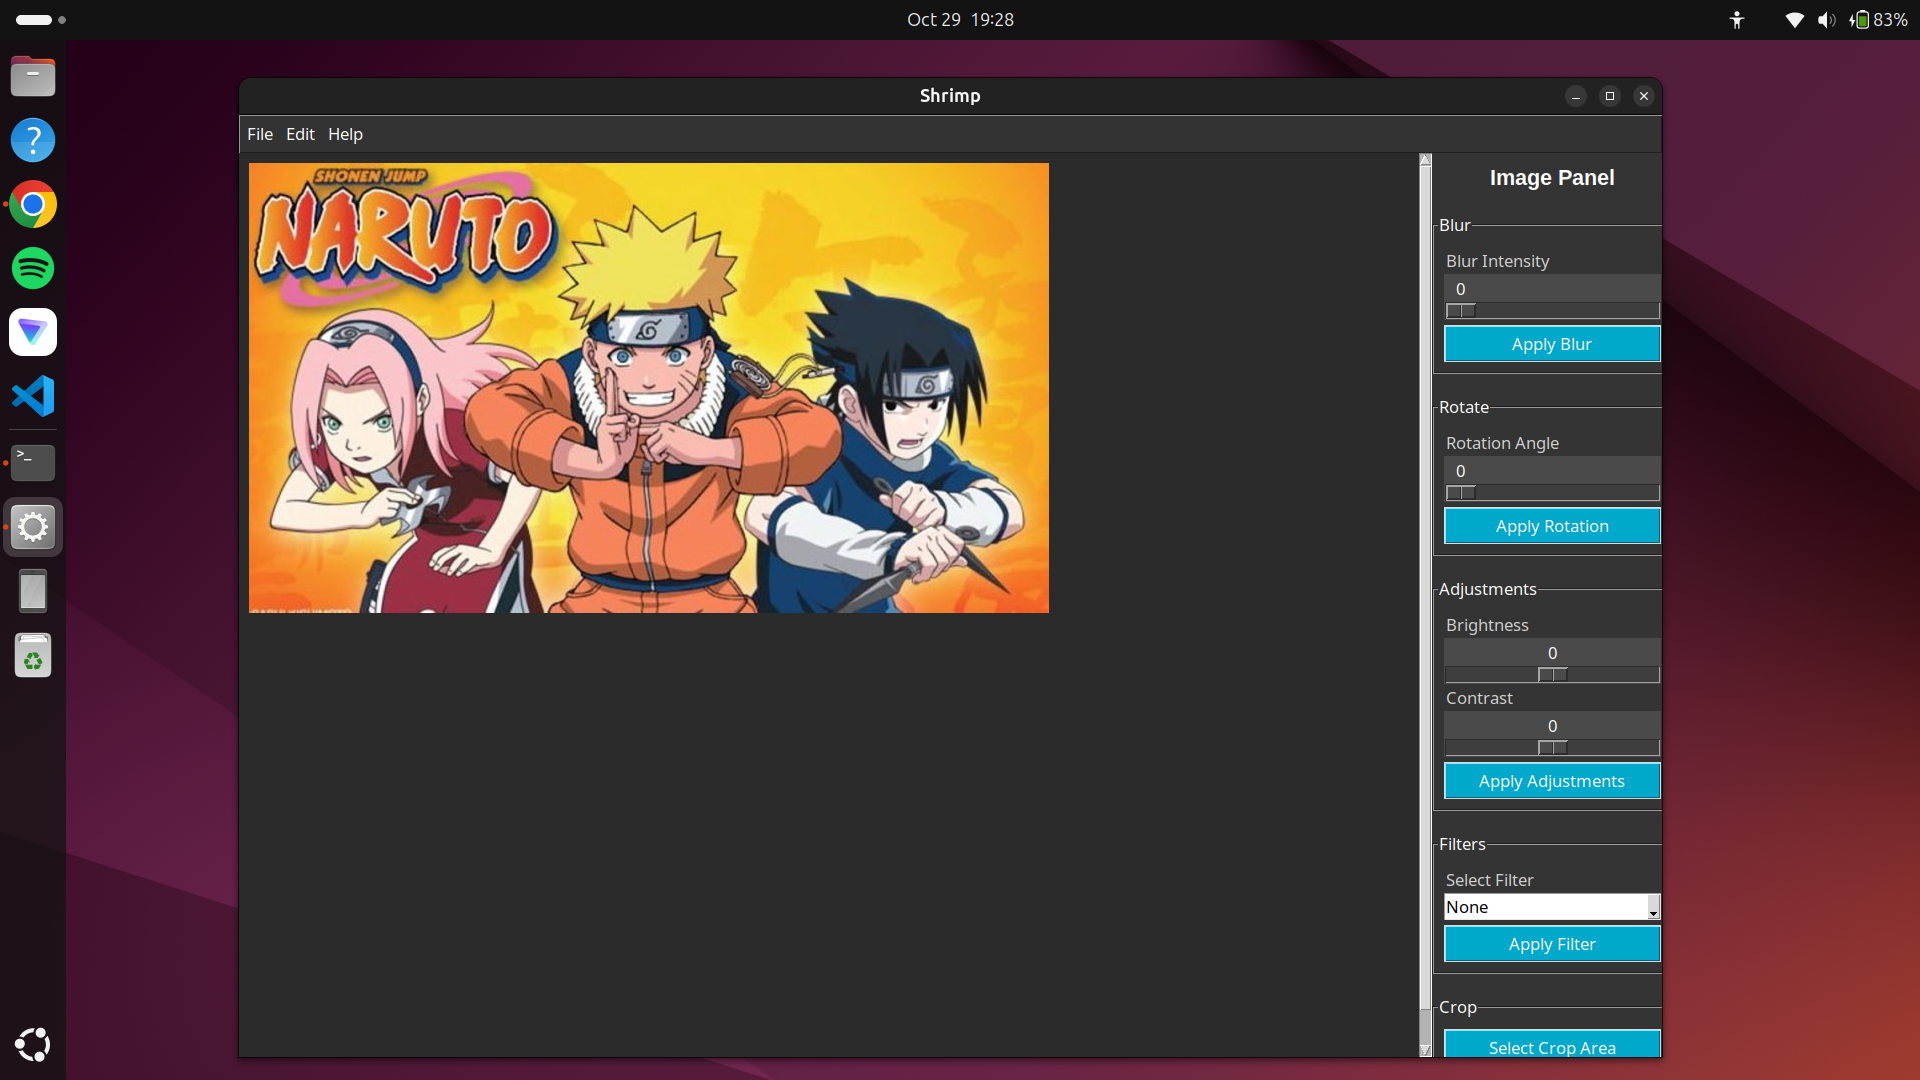 Oct 29 19:28
83%
Shrimp
File Edit Help
SHONEN JUMP
NARUTO
Image Panel
Blur
Blur Intensity
0
Apply Blur
Rotate
Rotation Angle
0
Apply Rotation
Adjustments
Brightness
0
Contrast
0
Apply Adjustments
Filters
Select Filter
None
Apply Filter
Crop
Select Crop Area